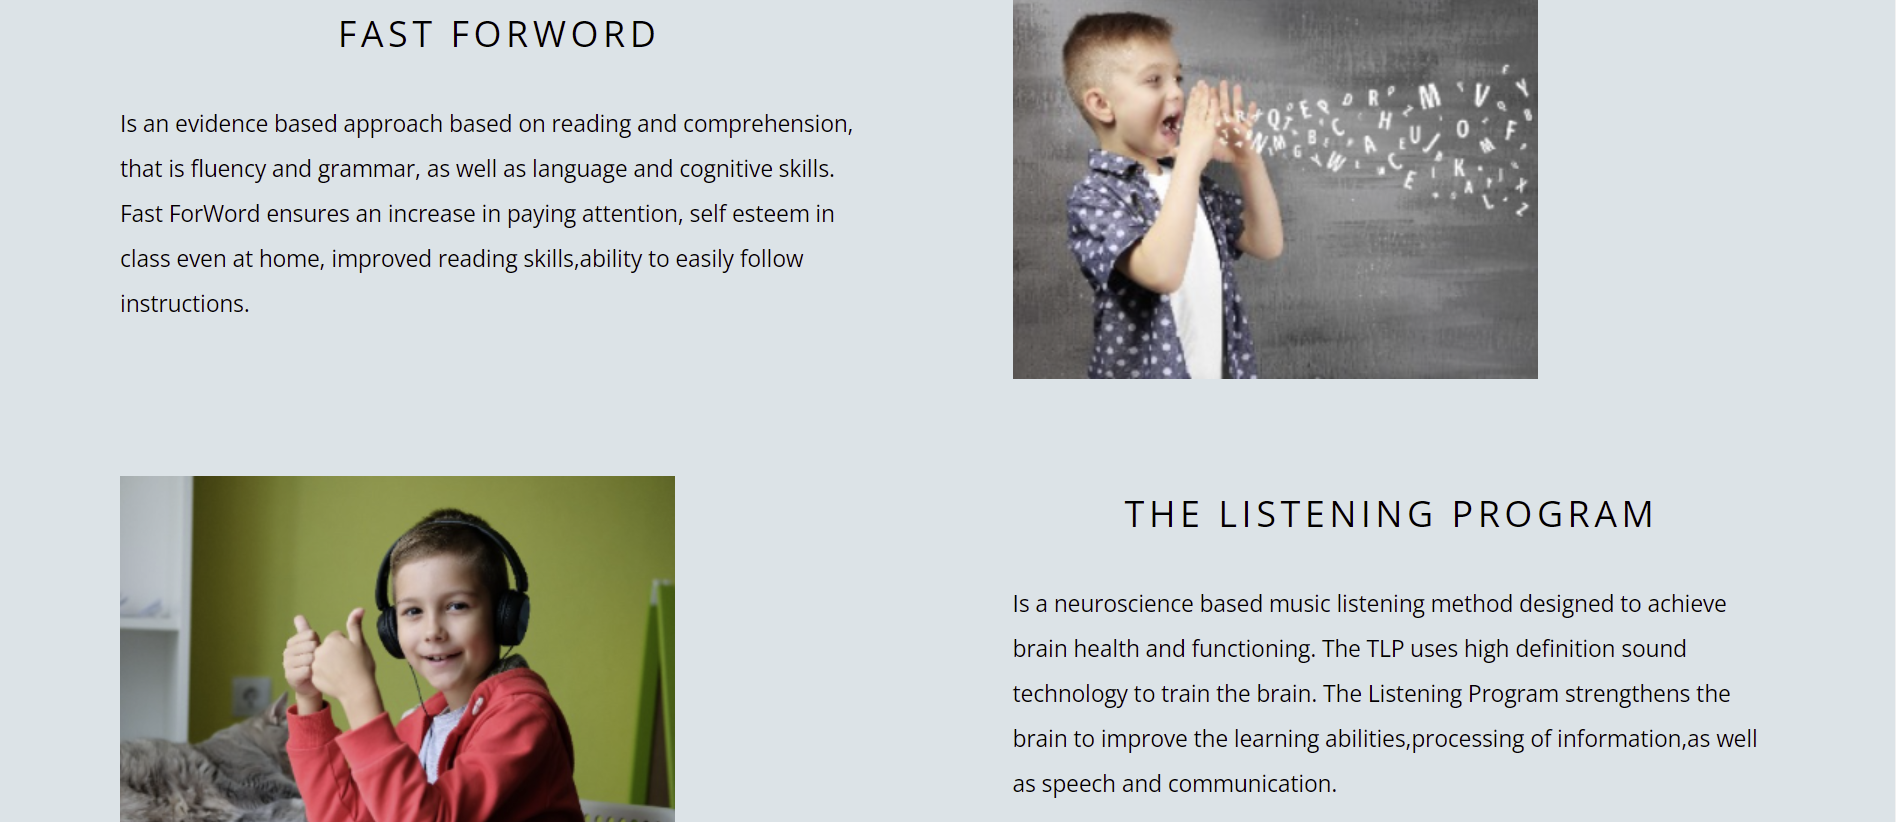 FAST FORWORD
Is an evidence based approach based on reading and comprehension,
that is fluency and grammar, as well as language and cognitive skills.
Fast ForWord ensures an increase in paying attention, self esteem in
class even at home, improved reading skills,ability to easily follow
instructions.
THE LISTENING PROGRAM
Is a neuroscience based music listening method designed to achieve
brain health and functioning. The TLP uses high definition sound
technology to train the brain. The Listening Program strengthens the
brain to improve the learning abilities,processing of information,as well
as speech and communication.